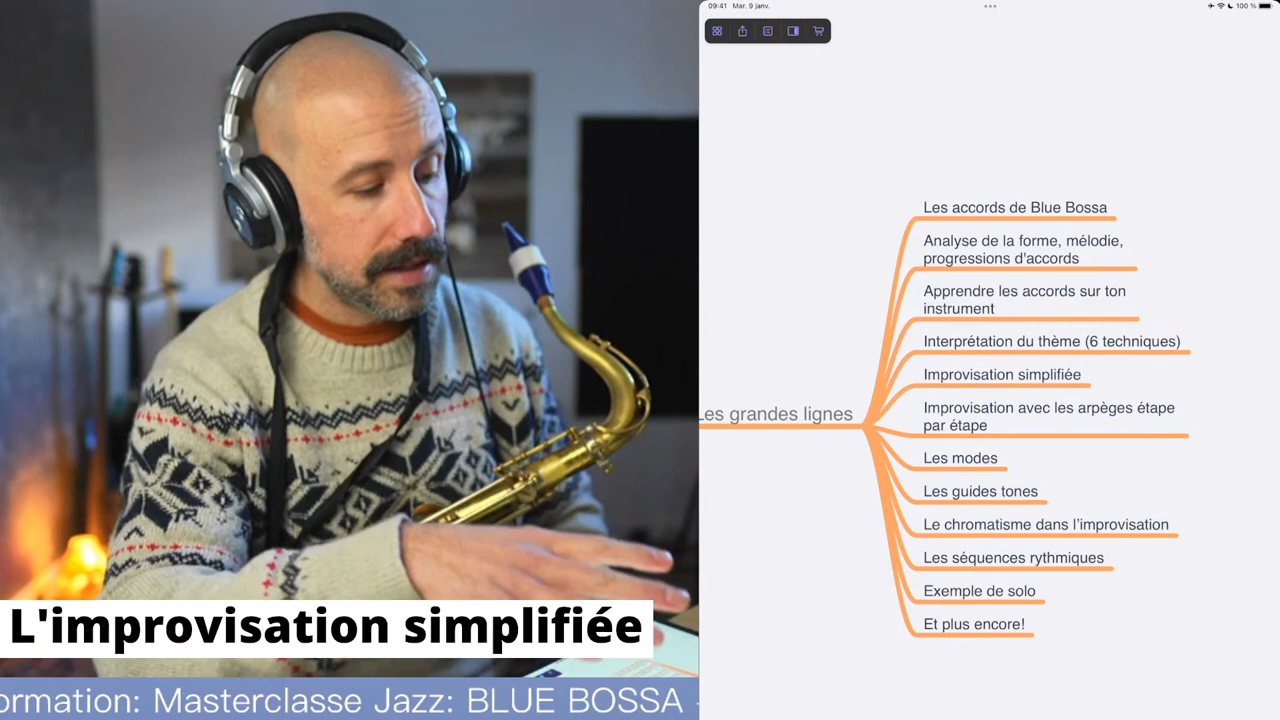 09:41 Mar. 9 janv.
100 %
Les accords de Blue Bossa
Analyse de la forme, mélodie,
progressions d'accords
Apprendre les accords sur ton
instrument
Interprétation du thème (6 techniques)
Improvisation simplifiée
Les grandes lignes
Improvisation avec les arpèges étape
par étape
Les modes
Les guides tones
Le chromatisme dans l'improvisation
Les séquences rythmiques
Exemple de solo
Et plus encore!
L'improvisation simplifiée
ormation: Masterclasse Jazz: BLUE BOSSA -